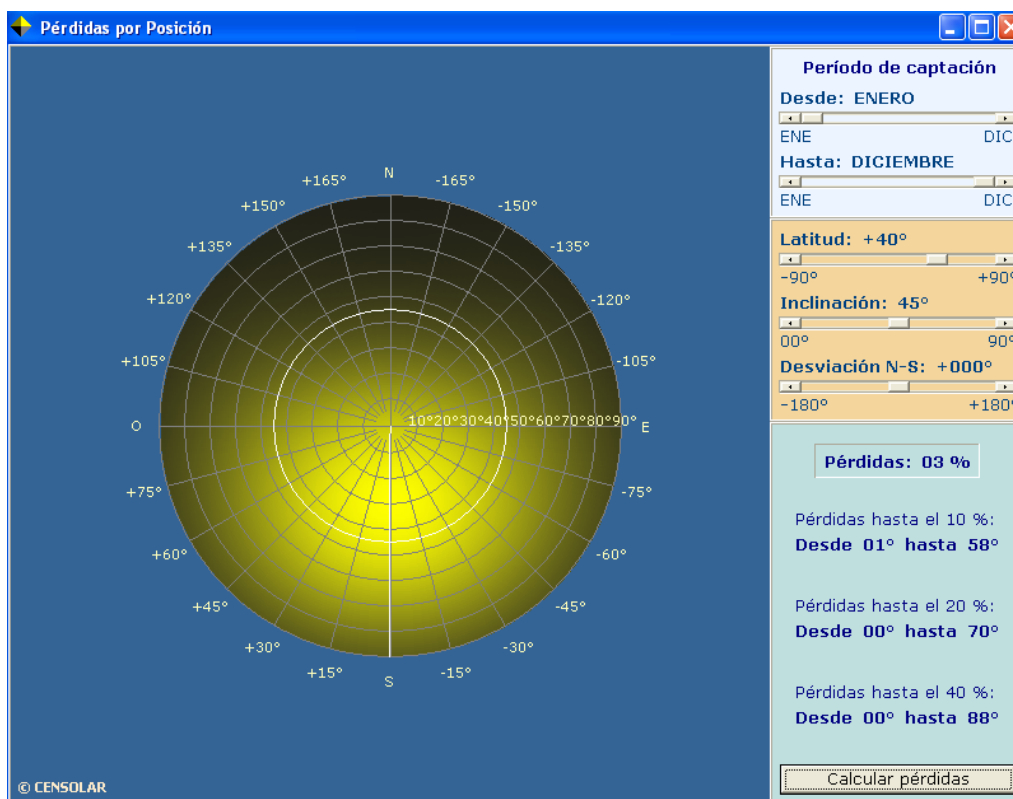 Pérdidas por Posición
Período de captación
Desde: ENERO
ENE DIC
Hasta: DICIEMBRE
ENE DIC
Latitud: +40°
-90° +90°
Inclinación: 45°
00° 90°
Desviación N-S: +000°
-180° +180°
Pérdidas: 03 %
Pérdidas hasta el 10 %:
Desde 01° hasta 58°
Pérdidas hasta el 20 %:
Desde 00° hasta 70°
Pérdidas hasta el 40 %:
Desde 00° hasta 88°
Calcular pérdidas
N
+165° -165°
+150° -150°
+135° -135°
+120° -120°
+105° -105°
O 10°20°30°40°50°60°70°80°90° E
+75° -75°
+60° -60°
+45° -45°
+30° -30°
+15° -15°
S
© CENSOLAR